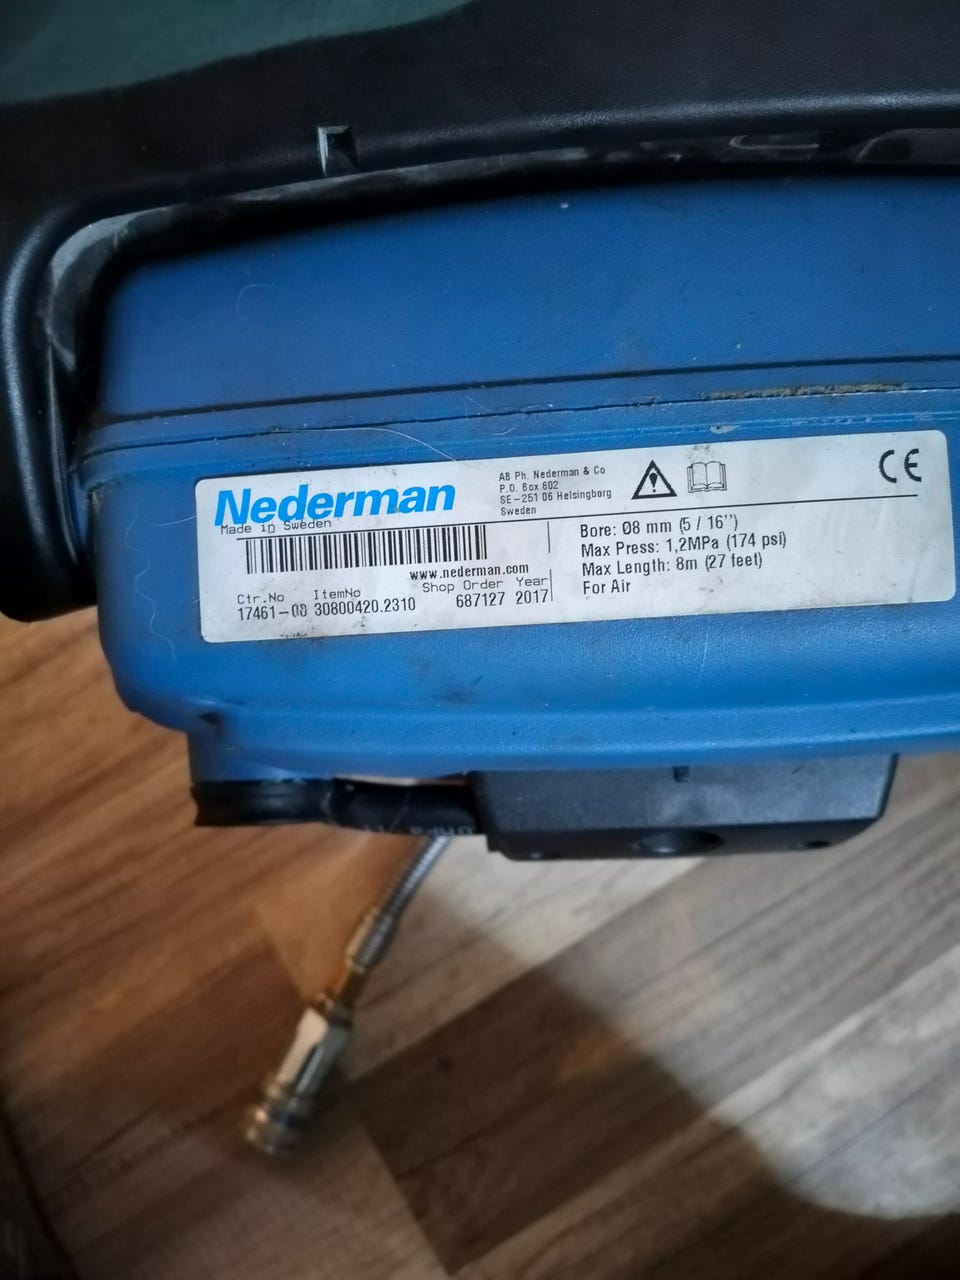 Nederman
Made in Sweden
AB Ph. Nederman & Co
P.O. Box 602
SE-251 06 Helsingborg
Sweden
CE
www.nederman.com
Ctr.No ItemNo Shop Order Year
17461-08 30800420.2310 687127 2017
Bore: Ø8 mm (5 / 16’’)
Max Press: 1,2MPa (174 psi)
Max Length: 8m (27 feet)
For Air